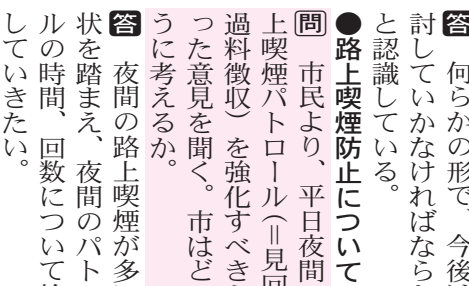 答　何らかの形で、今後
討していかなければなら
と認識している。
●路上喫煙防止について
問　市民より、平日夜間
上喫煙パトロール(＝見回
過料徴収)を強化すべき
った意見を聞く。市はど
うに考えるか。
答　夜間の路上喫煙が多
状を踏まえ、夜間のパト
ルの時間、回数について
していきたい。